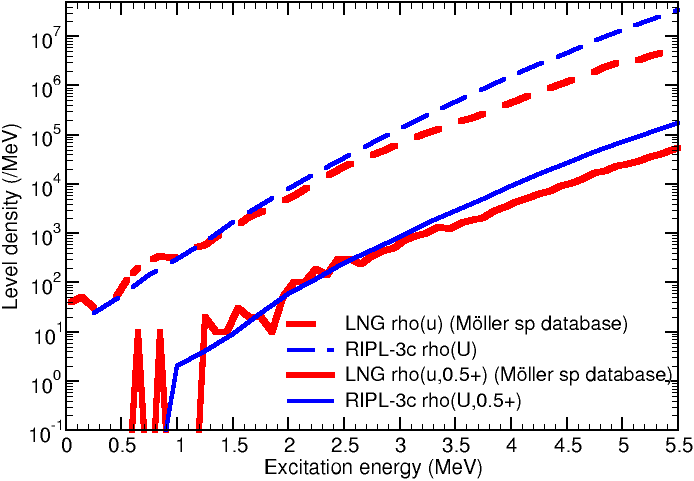 10^7
10^6
10^5
10^4
10^3
10^2
10^1
10^0
10^-1
Level density (/MeV)
LNG rho(u) (Möller sp database)
RIPL-3c rho(U)
LNG rho(u,0.5+) (Möller sp database)
RIPL-3c rho(U,0.5+)
0 0.5 1 1.5 2 2.5 3 3.5 4 4.5 5 5.5
Excitation energy (MeV)